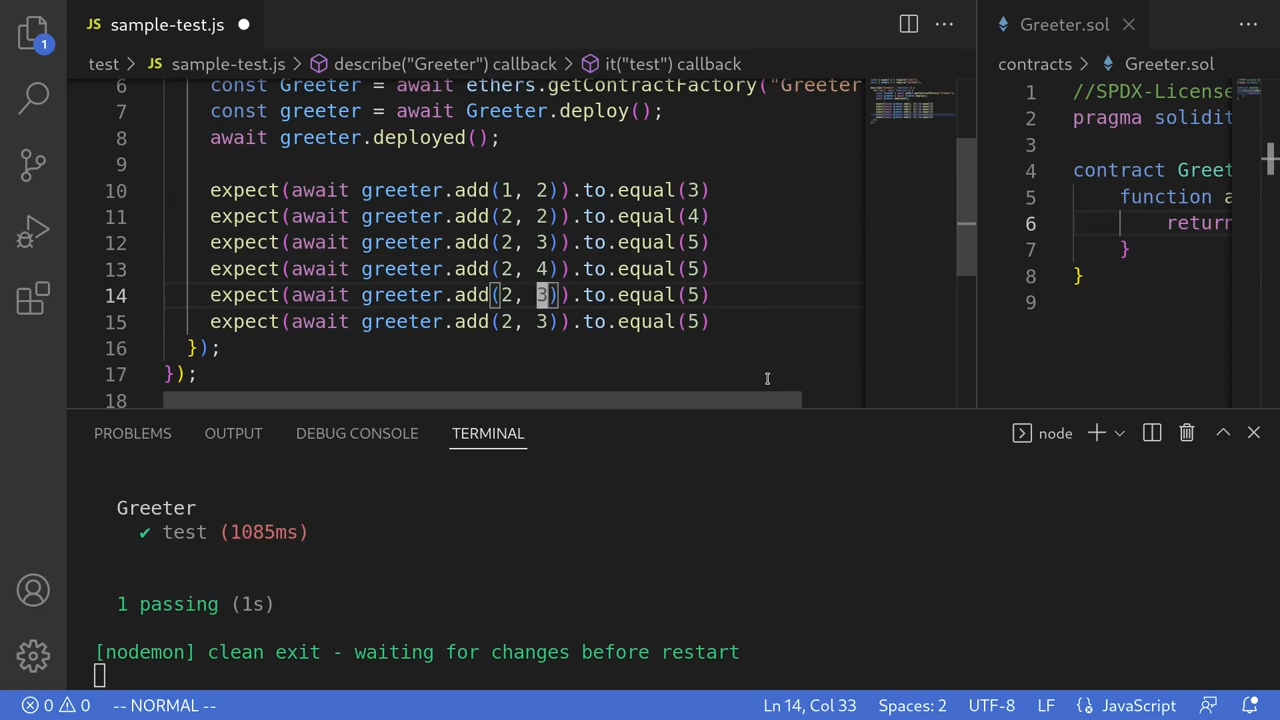 1
JS sample-test.js
test > JS sample-test.js > describe("Greeter") callback > it("test") callback
6 const Greeter = await ethers.getContractFactory("Greeter
7 const greeter = await Greeter.deploy();
8 await greeter.deployed();
9
10 expect(await greeter.add(1, 2)).to.equal(3)
11 expect(await greeter.add(2, 2)).to.equal(4)
12 expect(await greeter.add(2, 3)).to.equal(5)
13 expect(await greeter.add(2, 4)).to.equal(5)
14 expect(await greeter.add(2, 3)).to.equal(5)
15 expect(await greeter.add(2, 3)).to.equal(5)
16 });
17 });
18
Greeter.sol
contracts > Greeter.sol
1 //SPDX-License
2 pragma solidit
3
4 contract Greet
5 function a
6 return
7 }
8 }
9
PROBLEMS OUTPUT DEBUG CONSOLE TERMINAL node
Greeter
✔ test (1085ms)
1 passing (1s)
[nodemon] clean exit - waiting for changes before restart
0 0 -- NORMAL -- Ln 14, Col 33 Spaces: 2 UTF-8 LF {} JavaScript